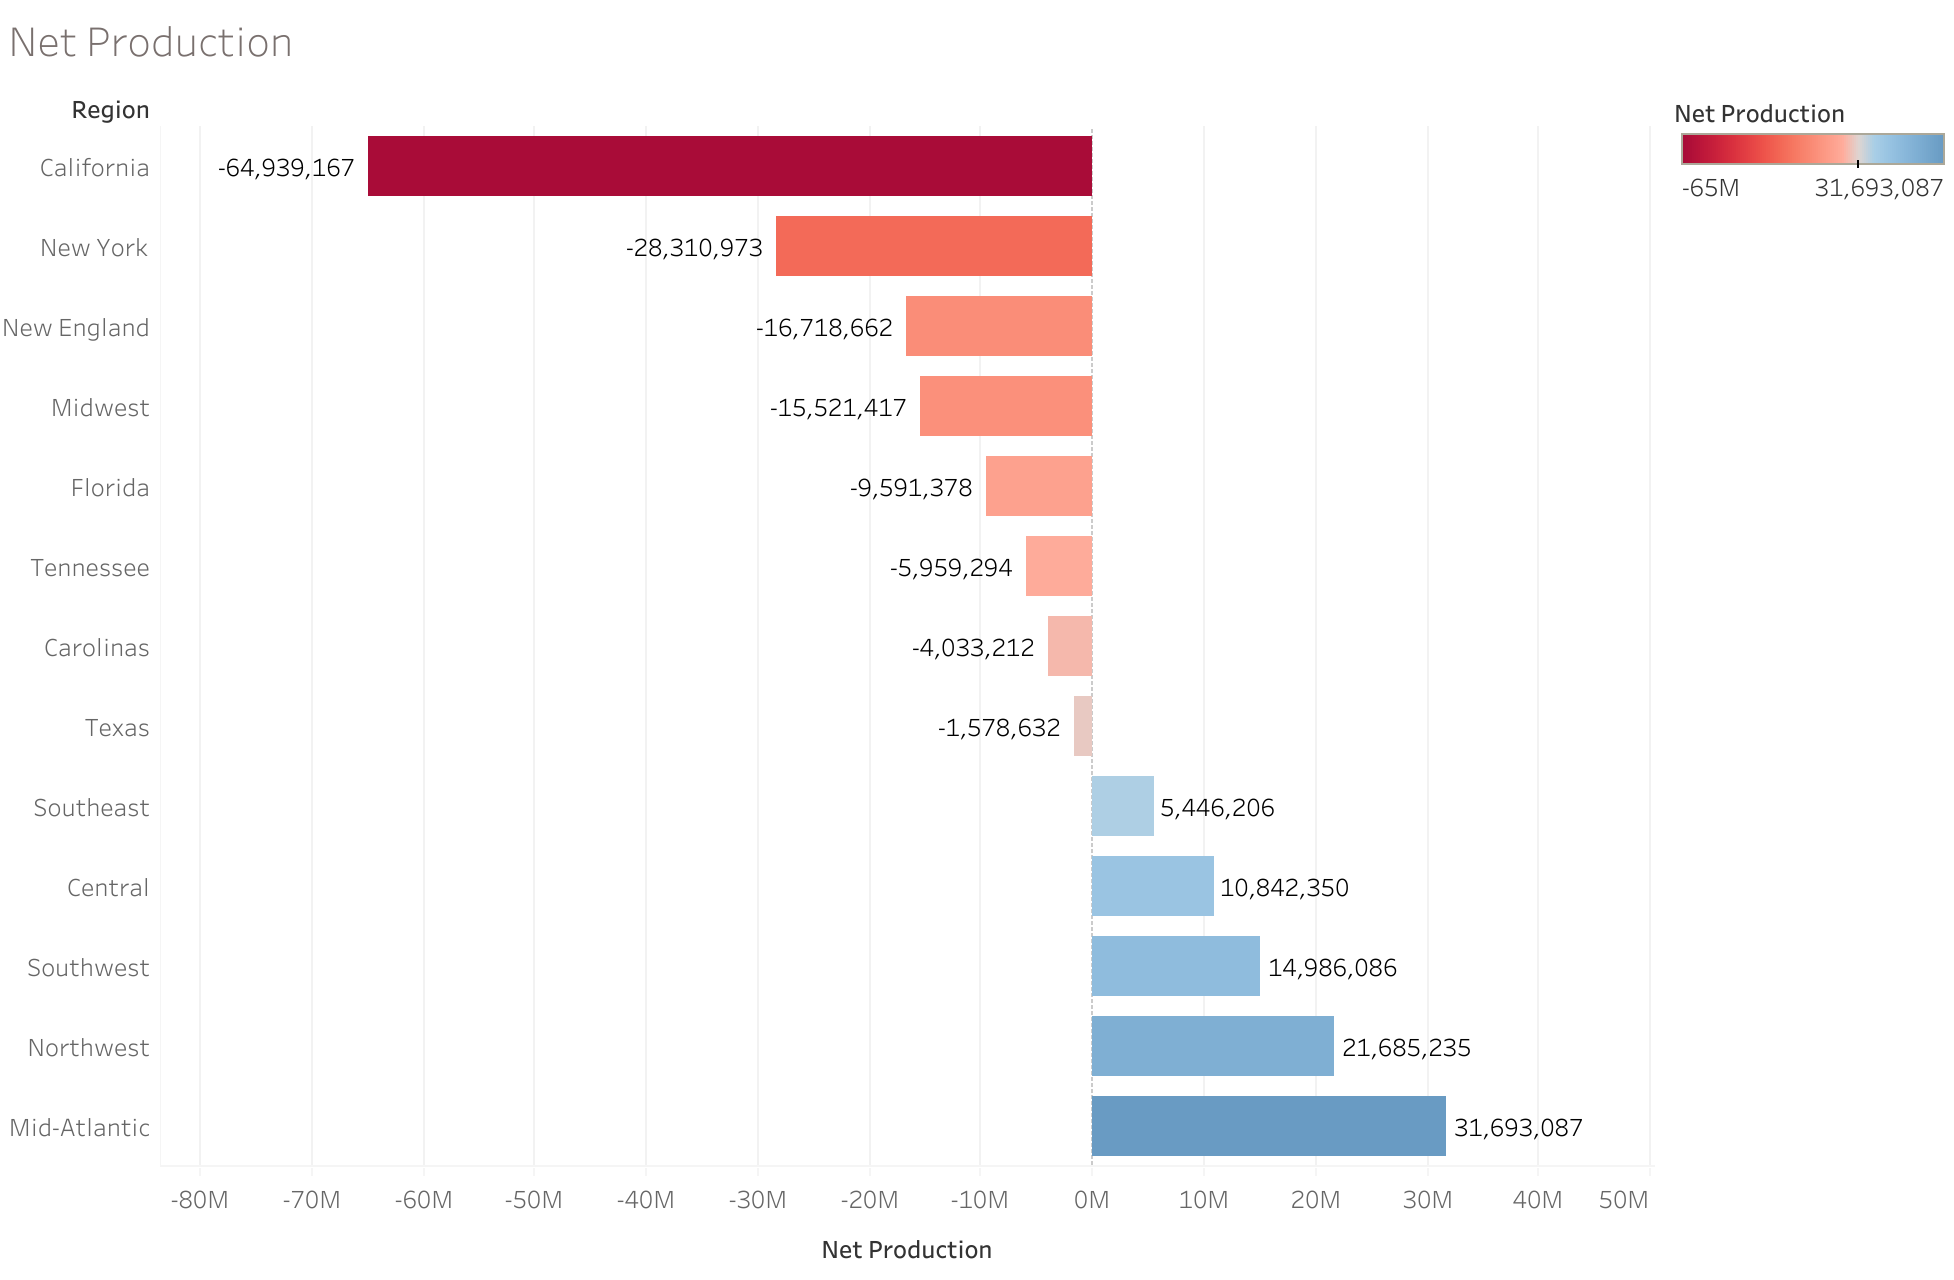 Net Production
Region
California
-64,939,167
New York
-28,310,973
New England
-16,718,662
Midwest
-15,521,417
Florida
-9,591,378
Tennessee
-5,959,294
Carolinas
-4,033,212
Texas
-1,578,632
Southeast
5,446,206
Central
10,842,350
Southwest
14,986,086
Northwest
21,685,235
Mid-Atlantic
31,693,087
-80M -70M -60M -50M -40M -30M -20M -10M 0M 10M 20M 30M 40M 50M
Net Production
Net Production
-65M 31,693,087